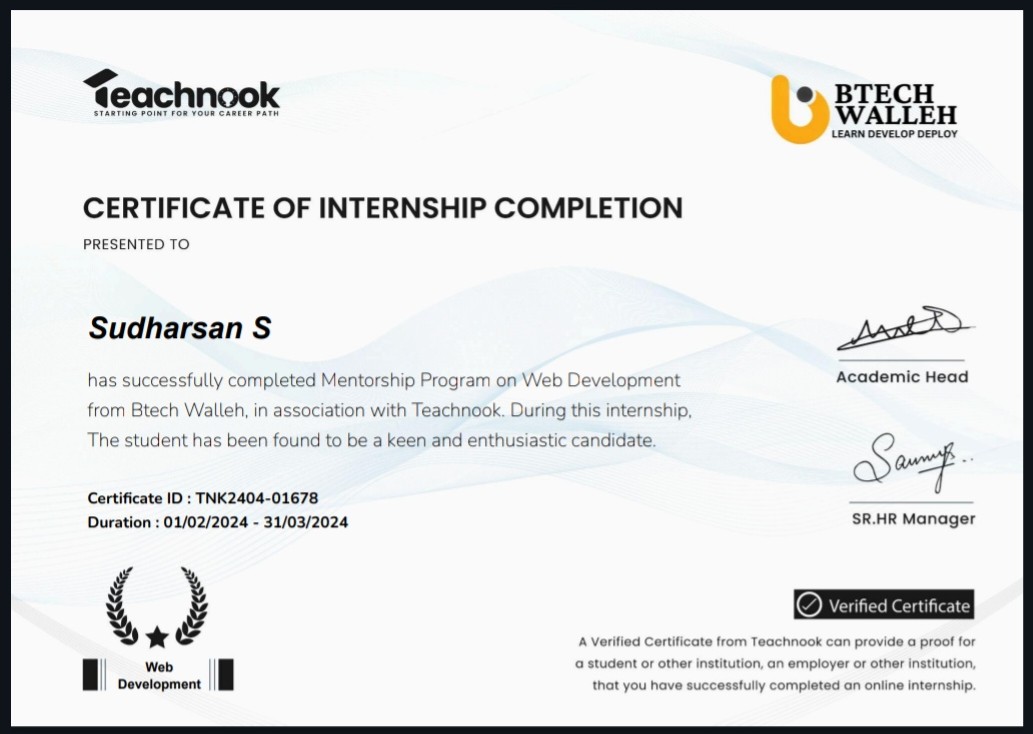 Teachnook
STARTING POINT FOR YOUR CAREER PATH
BTECH
WALLEH
LEARN DEVELOP DEPLOY
CERTIFICATE OF INTERNSHIP COMPLETION
PRESENTED TO
Sudharsan S
has successfully completed Mentorship Program on Web Development
from Btech Walleh, in association with Teachnook. During this internship,
The student has been found to be a keen and enthusiastic candidate.
Academic Head
SR.HR Manager
Certificate ID : TNK2404-01678
Duration : 01/02/2024 - 31/03/2024
Web
Development
Verified Certificate
A Verified Certificate from Teachnook can provide a proof for
a student or other institution, an employer or other institution,
that you have successfully completed an online internship.